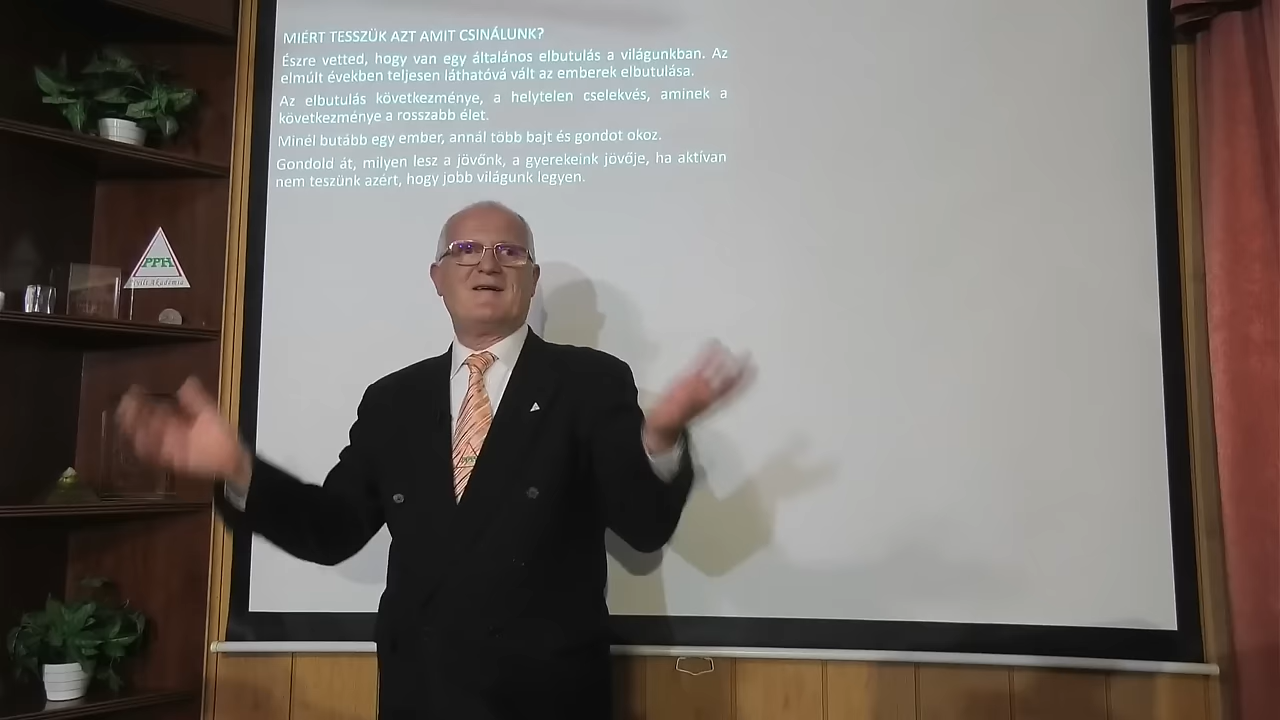 MIÉRT TESSZÜK AZT AMIT CSINÁLUNK?
Észre vetted, hogy van egy általános elbutulás a világunkban. Az
elmúlt években teljesen láthatóvá vált az emberek elbutulása.
Az elbutulás következménye, a helytelen cselekvés, aminek a
következménye a rosszabb élet.
Minél butább egy ember, annál több bajt és gondot okoz.
Gondold át, milyen lesz a jövőnk, a gyerekeink jövője, ha aktívan
nem teszünk azért, hogy jobb világunk legyen.
PPH
Nyílt Akadémia
PPH